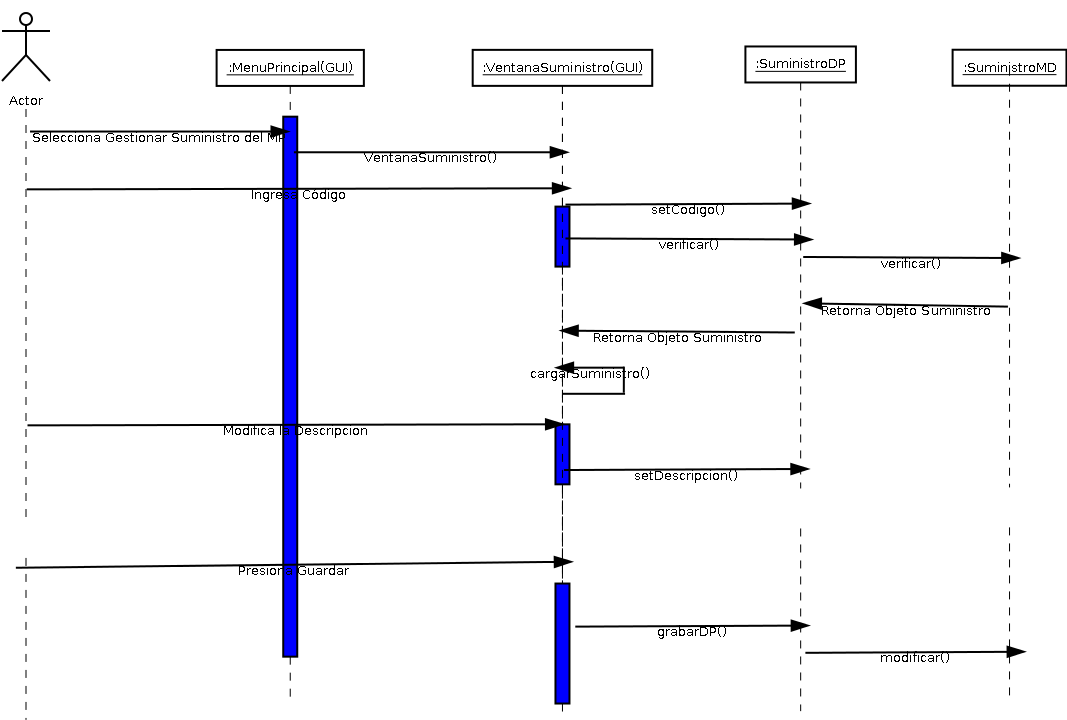 :MenuPrincipal(GUI)
:VentanaSuministro(GUI)
:SuministroDP
:SuministroMD
Actor
Selecciona Gestionar Suministro del MP
VentanaSuministro()
Ingresa Código
setCodigo()
verificar()
verificar()
Retorna Objeto Suministro
Retorna Objeto Suministro
cargarSuministro()
Modifica la Descripcion
setDescripcion()
Presiona Guardar
grabarDP()
modificar()